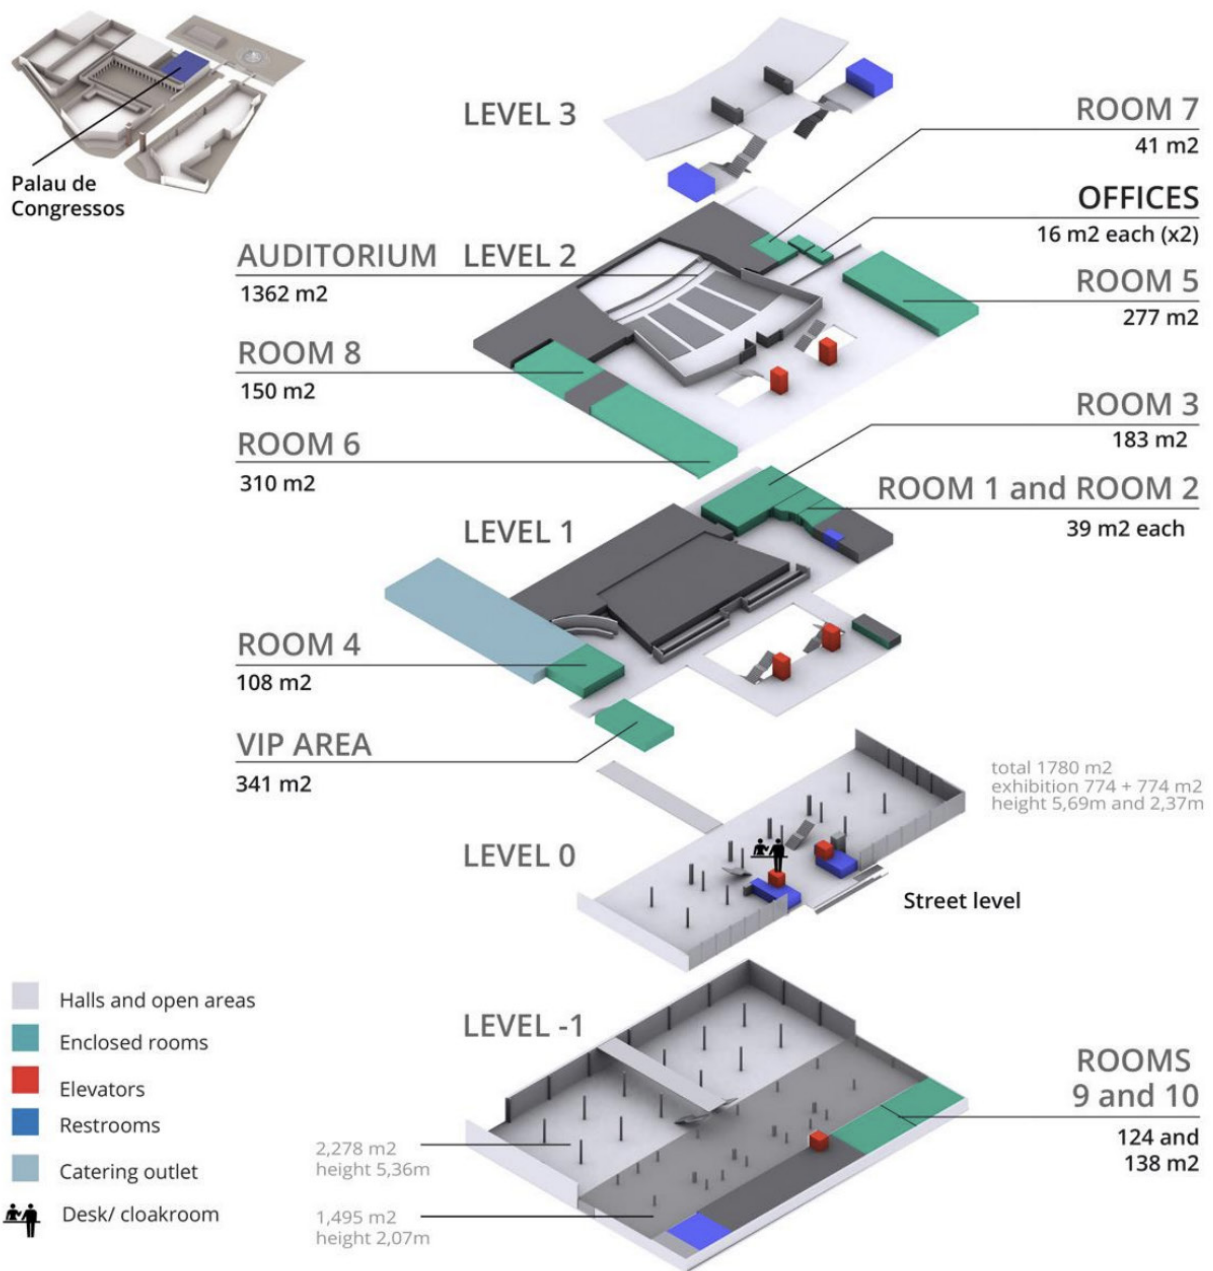 Palau de
Congressos
LEVEL 3
ROOM 7
41 m2
OFFICES
16 m2 each (x2)
AUDITORIUM
1362 m2
LEVEL 2
ROOM 5
277 m2
ROOM 8
150 m2
ROOM 6
310 m2
ROOM 3
183 m2
ROOM 1 and ROOM 2
39 m2 each
LEVEL 1
ROOM 4
108 m2
VIP AREA
341 m2
total 1780 m2
exhibition 774 + 774 m2
height 5,69m and 2,37m
LEVEL 0
Street level
LEVEL -1
ROOMS
9 and 10
124 and
138 m2
2,278 m2
height 5,36m
1,495 m2
height 2,07m
Halls and open areas
Enclosed rooms
Elevators
Restrooms
Catering outlet
Desk/ cloakroom